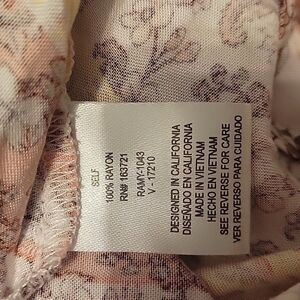 SELF
100% RAYON
RN# 163721
RAMY-1043
V - 17210
DESIGNED IN CALIFORNIA
DISEÑADO EN CALIFORNIA
MADE IN VIETNAM
HECHO EN VIETNAM
SEE REVERSE FOR CARE
VER REVERSO PARA CUIDADO